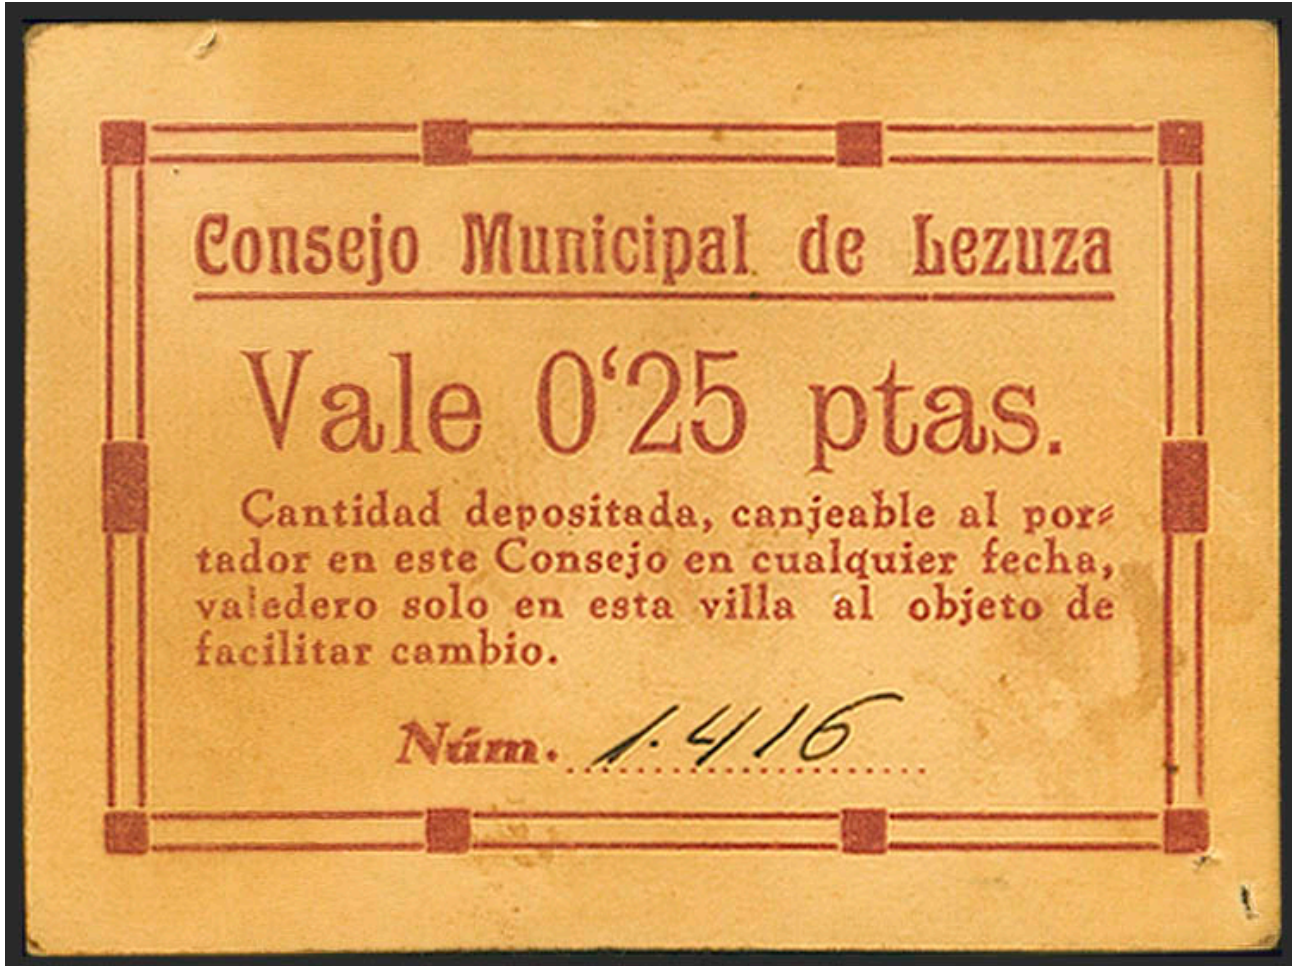 Consejo Municipal de Lezuza
Vale 0‘25 ptas.
Cantidad depositada, canjeable al por=
tador en este Consejo en cualquier fecha,
valedero solo en esta villa al objeto de
facilitar cambio.
Núm. 1.416